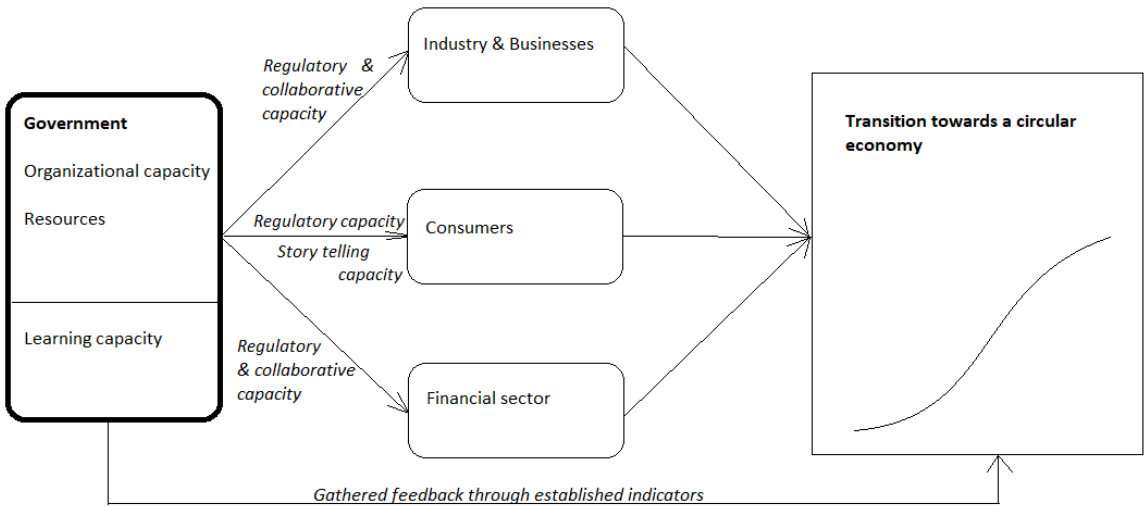 Government
Organizational capacity
Resources
Learning capacity
Regulatory &
collaborative
capacity
Regulatory capacity
Story telling
capacity
Regulatory
& collaborative
capacity
Industry & Businesses
Consumers
Financial sector
Transition towards a circular
economy
Gathered feedback through established indicators